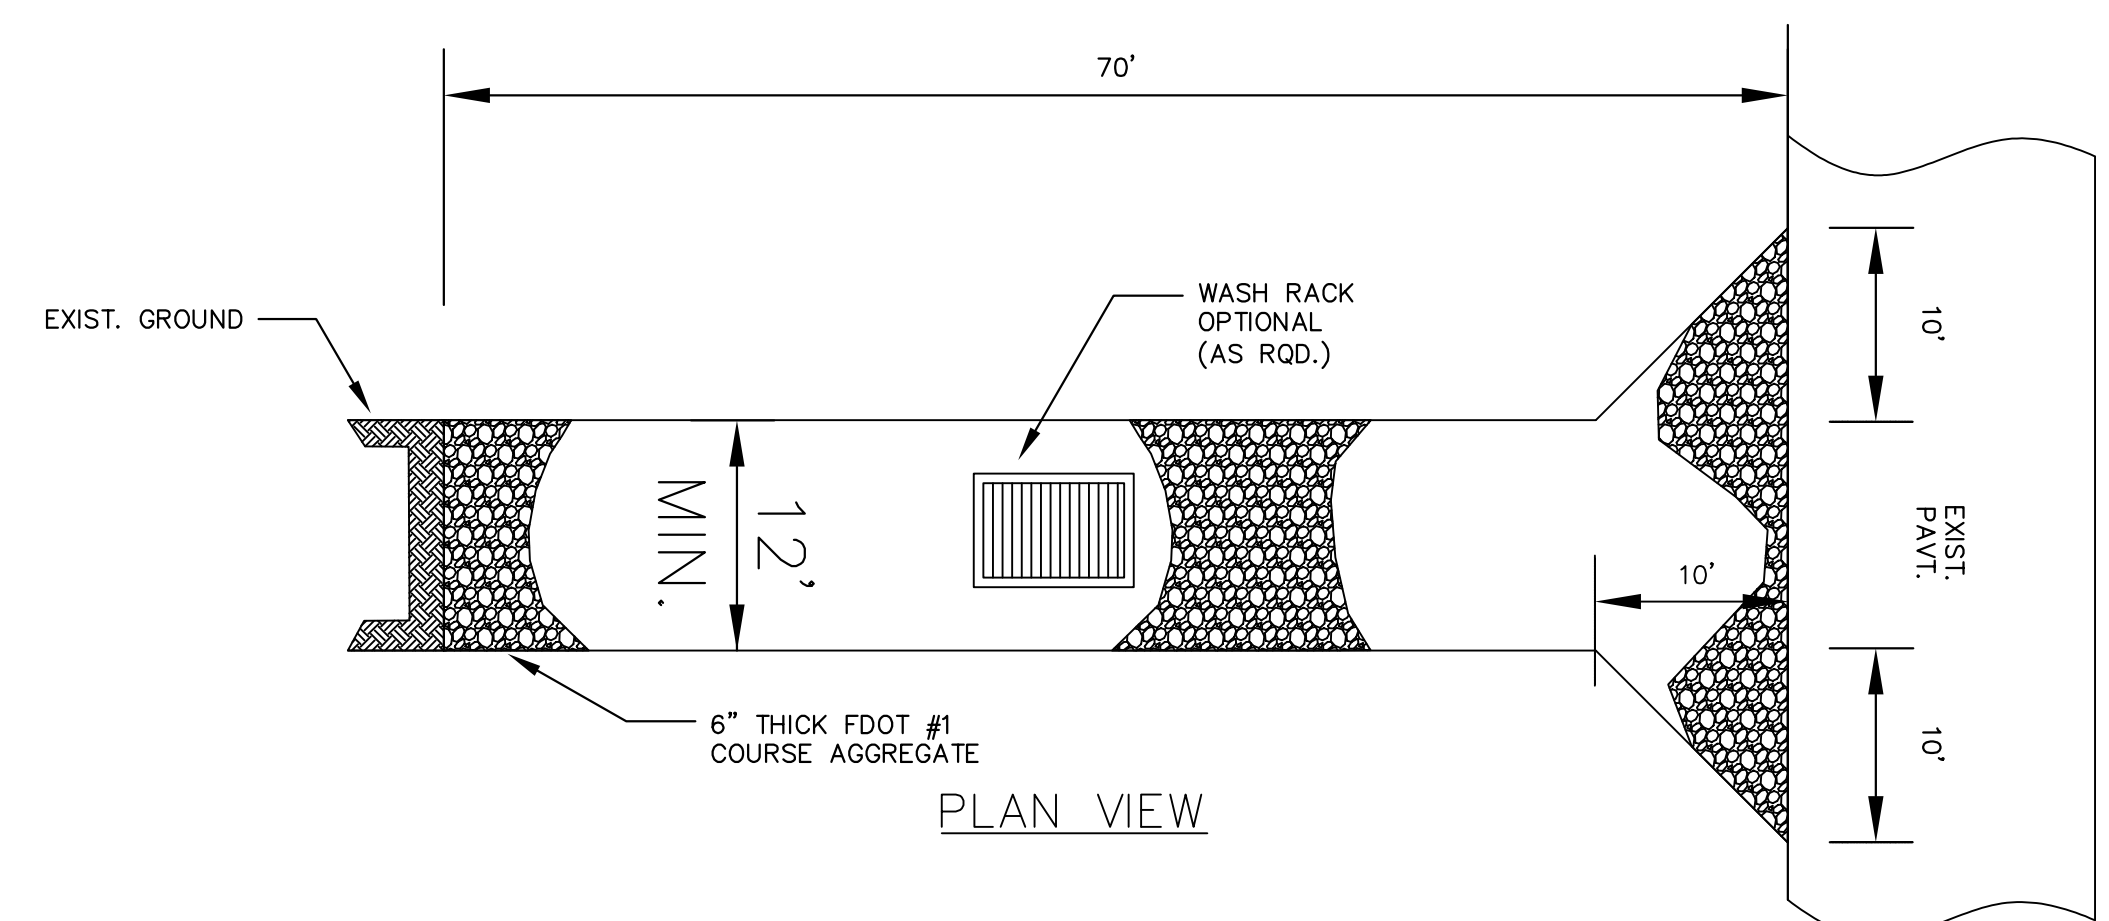 70'
EXIST. GROUND
WASH RACK
OPTIONAL
(AS RQD.)
10'
12'
MIN.
EXIST.
PAVT.
10'
10'
6" THICK FDOT #1
COURSE AGGREGATE
PLAN VIEW